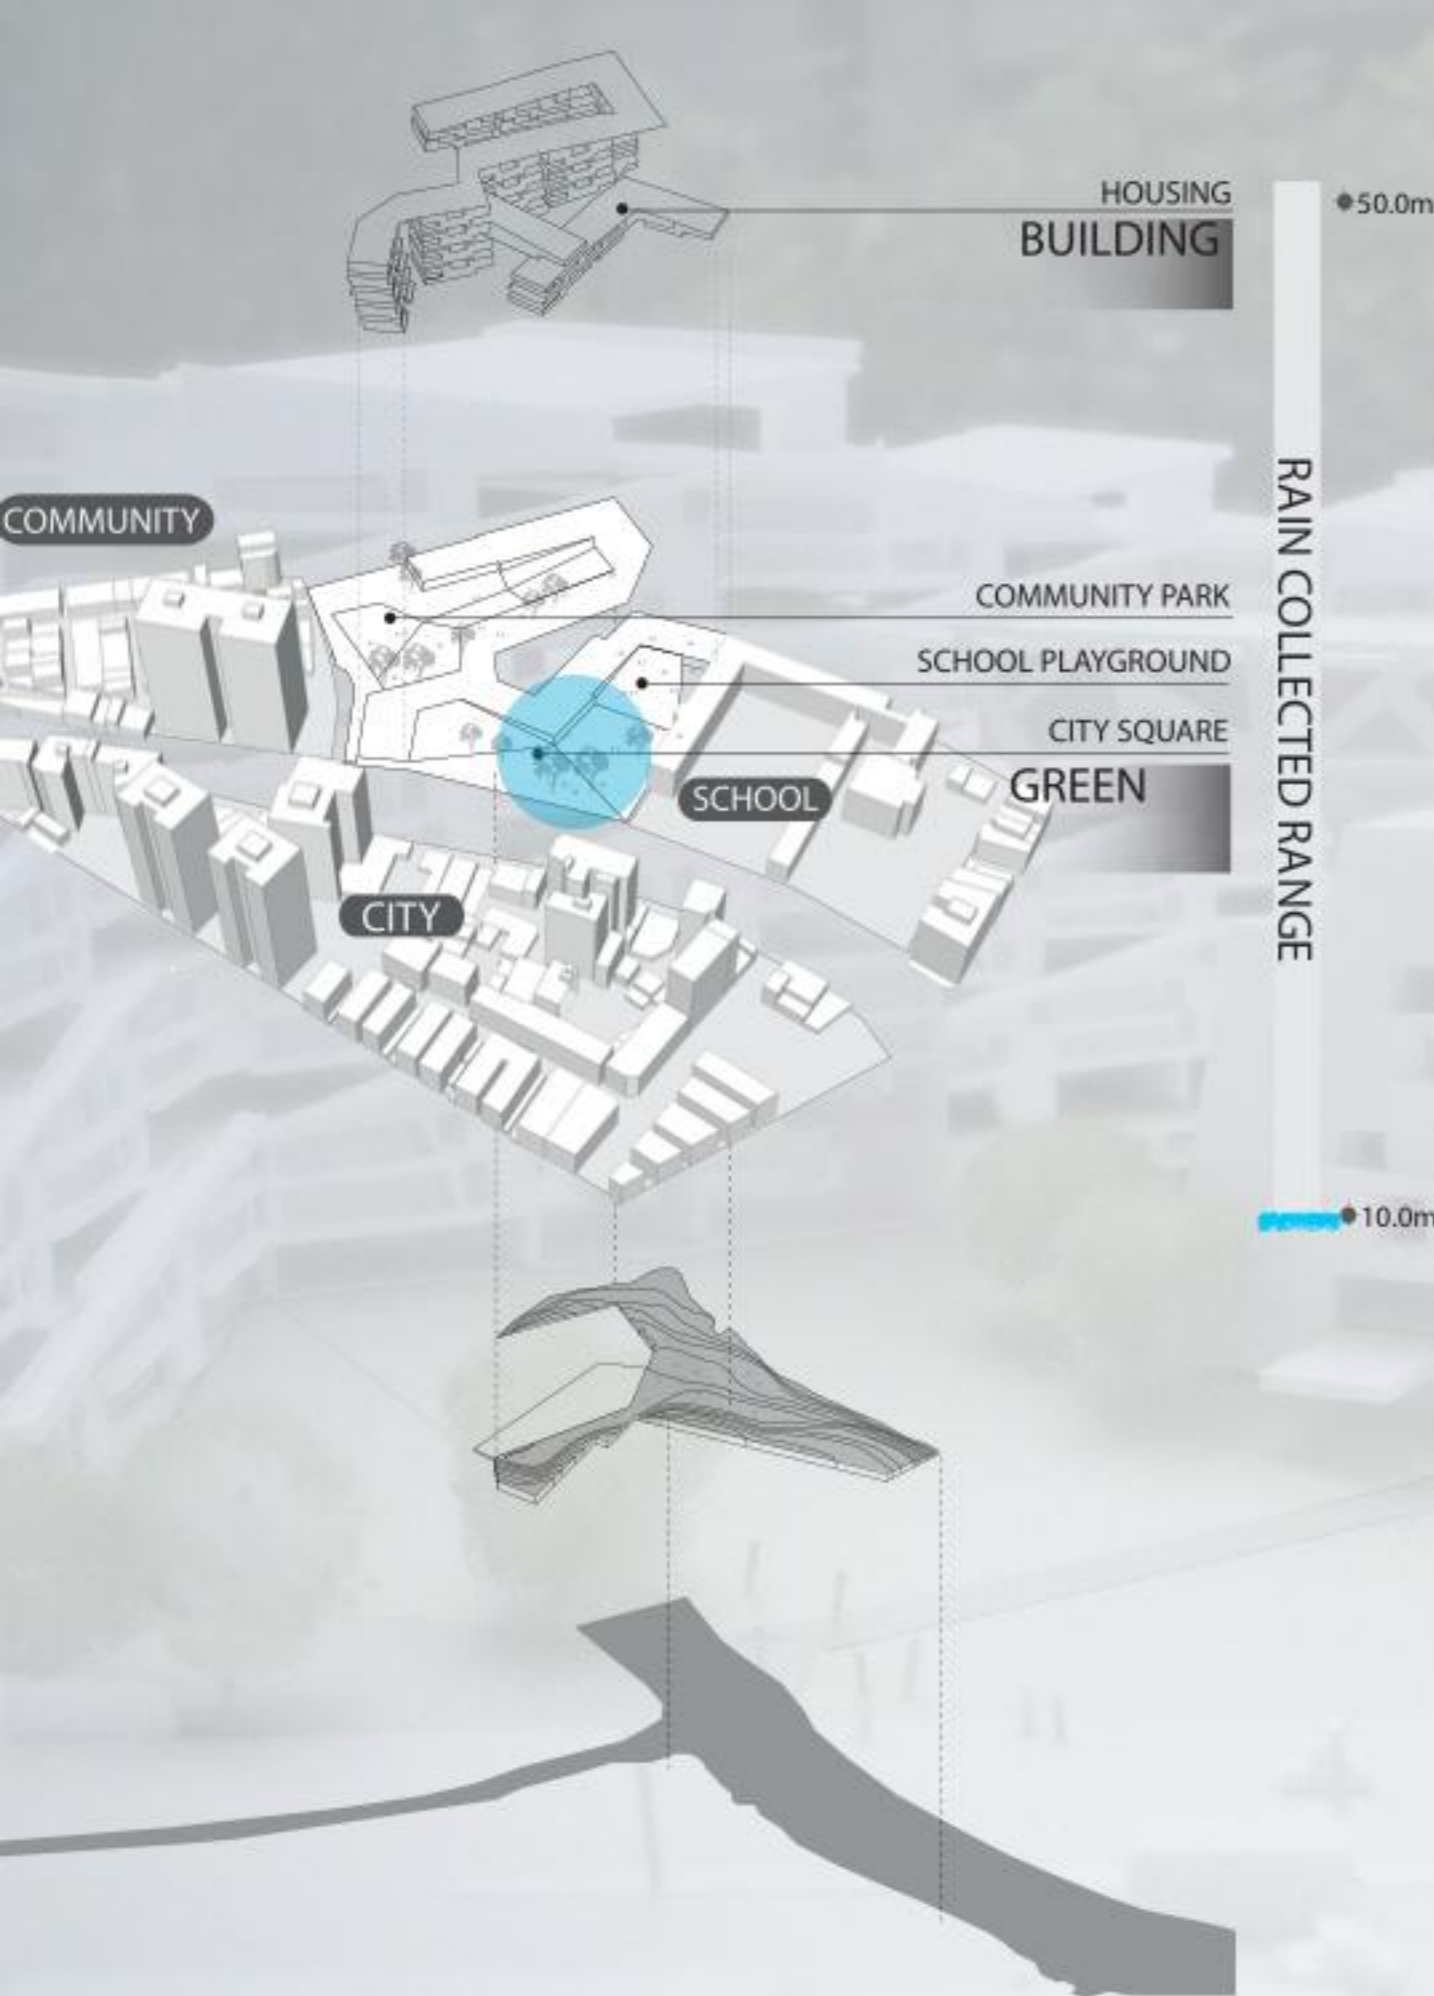 HOUSING
50.0m
BUILDING
COMMUNITY
COMMUNITY PARK
SCHOOL PLAYGROUND
CITY SQUARE
GREEN
SCHOOL
CITY
RAIN COLLECTED RANGE
10.0m